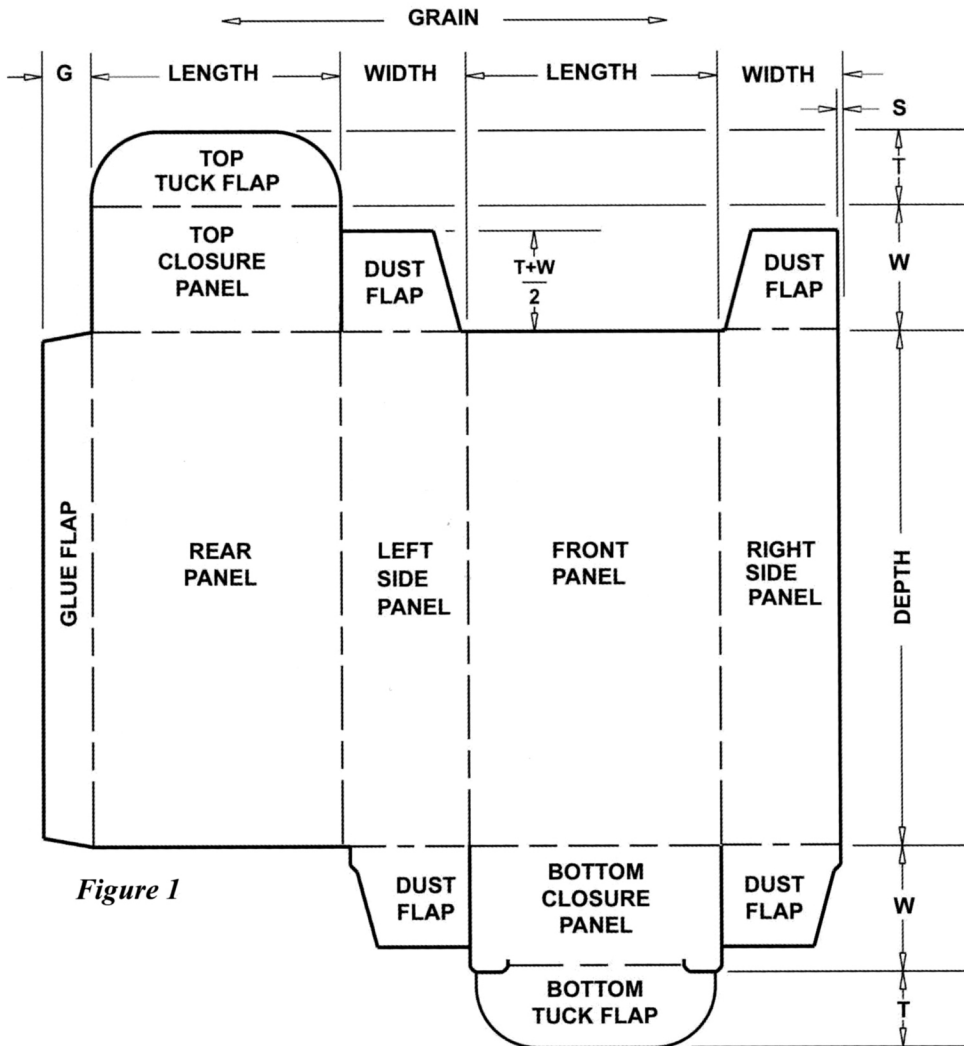 GRAIN
G
LENGTH
WIDTH
LENGTH
WIDTH
S
TOP
TUCK FLAP
T
TOP
CLOSURE
PANEL
DUST
FLAP
T+W
2
DUST
FLAP
W
GLUE FLAP
REAR
PANEL
LEFT
SIDE
PANEL
FRONT
PANEL
RIGHT
SIDE
PANEL
DEPTH
Figure 1
DUST
FLAP
BOTTOM
CLOSURE
PANEL
DUST
FLAP
W
BOTTOM
TUCK FLAP
T